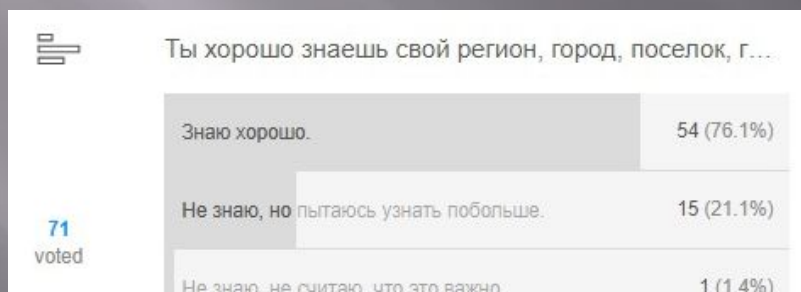 Ты хорошо знаешь свой регион, город, поселок, г...
Знаю хорошо.
54 (76.1%)
Не знаю, но пытаюсь узнать побольше.
15 (21.1%)
71
voted
Не знаю, не считаю, что это важно.
1 (1.4%)